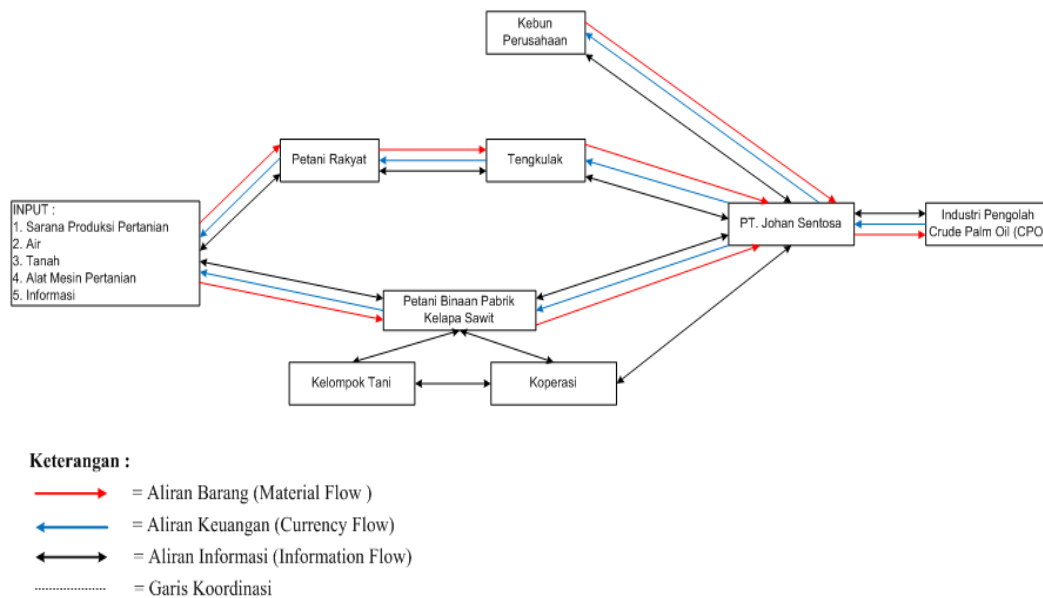 Kebun
Perusahaan
Petani Rakyat
Tengkulak
INPUT :
1. Sarana Produksi Pertanian
2. Air
3. Tanah
4. Alat Mesin Pertanian
5. Informasi
PT. Johan Sentosa
Industri Pengolah
Crude Palm Oil (CPO
Petani Binaan Pabrik
Kelapa Sawit
Kelompok Tani
Koperasi
Keterangan :
= Aliran Barang (Material Flow )
= Aliran Keuangan (Currency Flow)
= Aliran Informasi (Information Flow)
= Garis Koordinasi